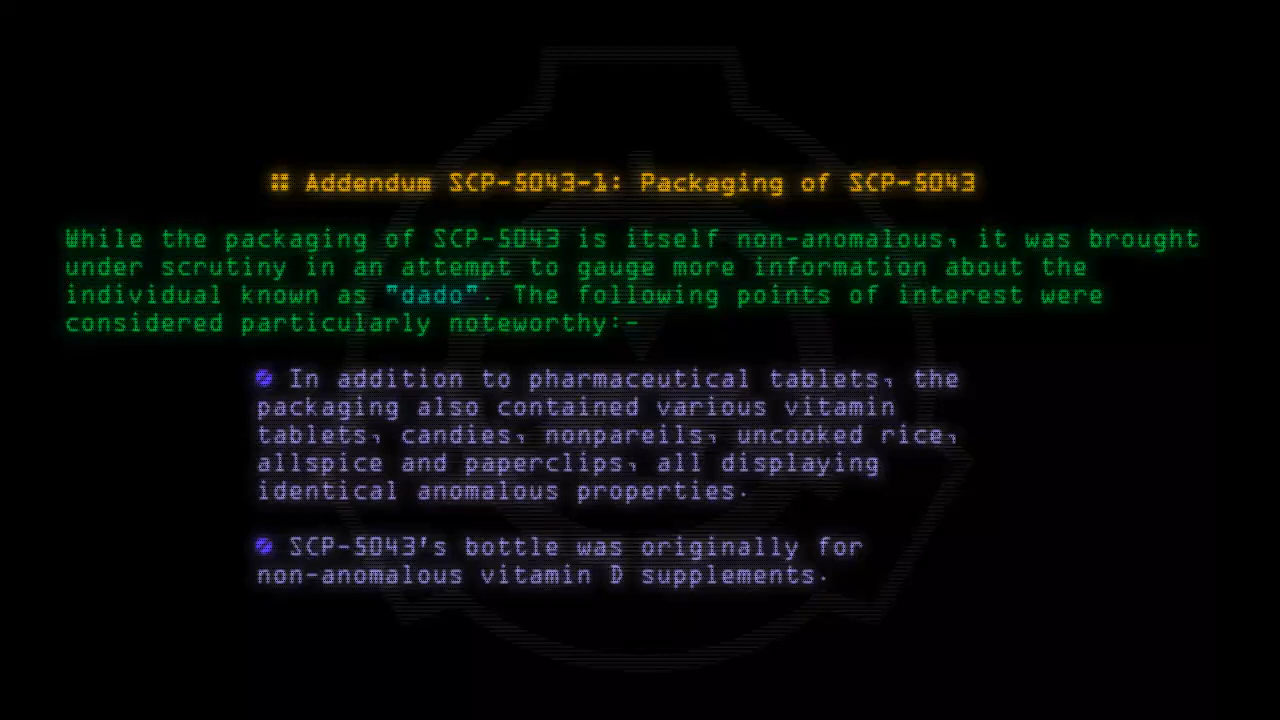 :: Addendum SCP-5043-1: Packaging of SCP-5043
While the packaging of SCP-5043 is itself non-anomalous, it was brought
under scrutiny in an attempt to gauge more information about the
individual known as "dado". The following points of interest were
considered particularly noteworthy:-
In addition to pharmaceutical tablets, the
packaging also contained various vitamin
tablets, candies, nonpareils, uncooked rice,
allspice and paperclips, all displaying
identical anomalous properties.
SCP-5043's bottle was originally for
non-anomalous vitamin D supplements.